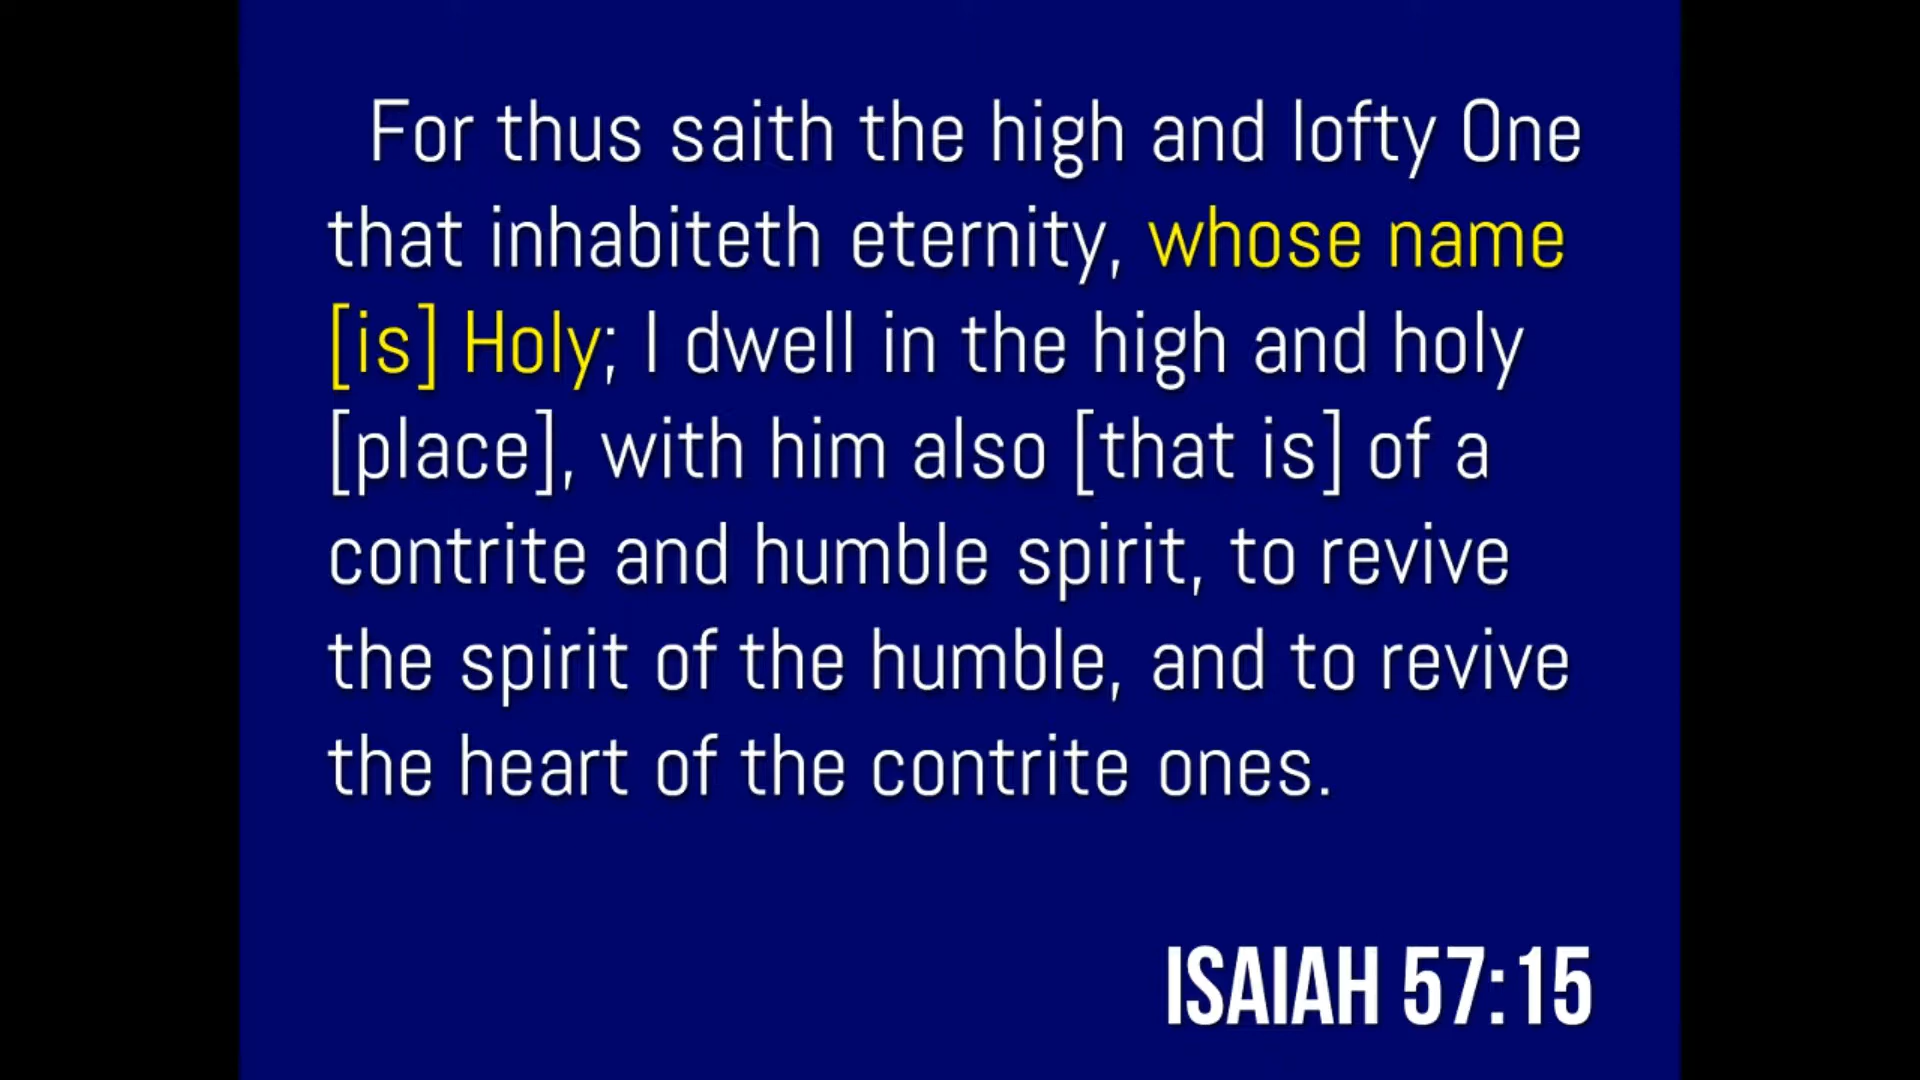 For thus saith the high and lofty One
that inhabiteth eternity, whose name
[is] Holy; I dwell in the high and holy
[place], with him also [that is] of a
contrite and humble spirit, to revive
the spirit of the humble, and to revive
the heart of the contrite ones.
ISAIAH 57:15